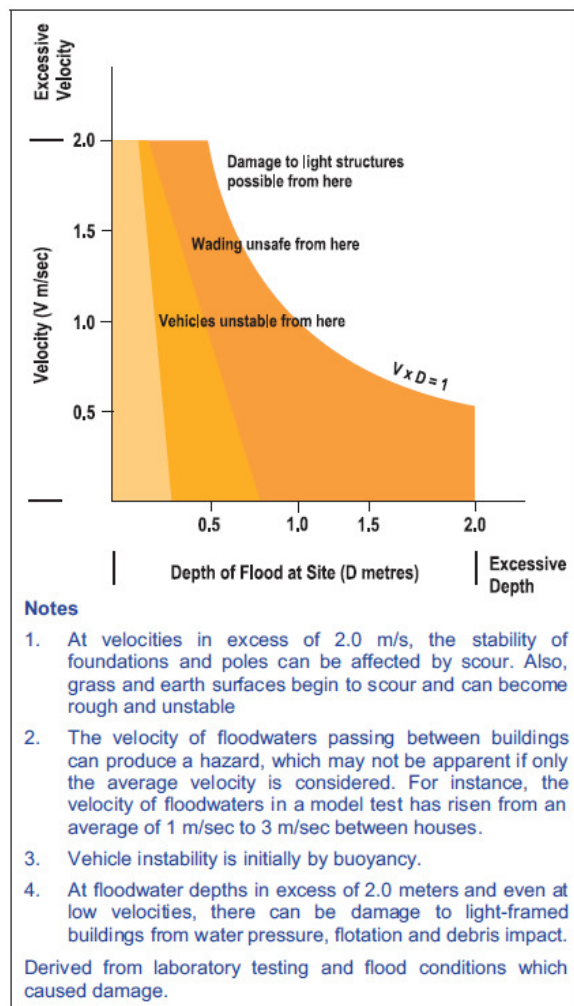 Excessive
Velocity
2.0
Damage to light structures
possible from here
1.5
Wading unsafe from here
Velocity (V m/sec)
1.0
Vehicles unstable from here
V x D = 1
0.5
0.5 1.0 1.5 2.0
Depth of Flood at Site (D metres)
Excessive
Depth
Notes
1. At velocities in excess of 2.0 m/s, the stability of
foundations and poles can be affected by scour. Also,
grass and earth surfaces begin to scour and can become
rough and unstable
2. The velocity of floodwaters passing between buildings
can produce a hazard, which may not be apparent if only
the average velocity is considered. For instance, the
velocity of floodwaters in a model test has risen from an
average of 1 m/sec to 3 m/sec between houses.
3. Vehicle instability is initially by buoyancy.
4. At floodwater depths in excess of 2.0 meters and even at
low velocities, there can be damage to light-framed
buildings from water pressure, flotation and debris impact.
Derived from laboratory testing and flood conditions which
caused damage.